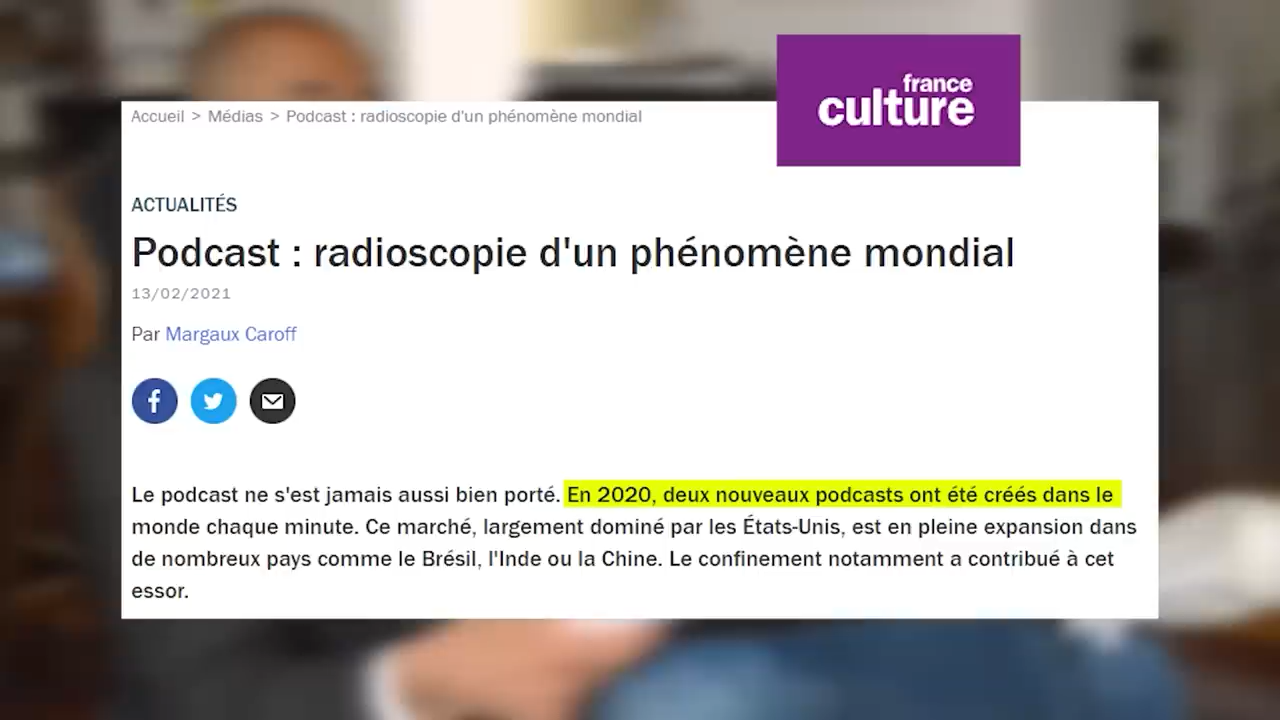 france
culture
Accueil > Médias > Podcast : radioscopie d'un phénomène mondial
ACTUALITÉS
Podcast : radioscopie d'un phénomène mondial
13/02/2021
Par Margaux Caroff
Le podcast ne s'est jamais aussi bien porté. En 2020, deux nouveaux podcasts ont été créés dans le
monde chaque minute. Ce marché, largement dominé par les États-Unis, est en pleine expansion dans
de nombreux pays comme le Brésil, l'Inde ou la Chine. Le confinement notamment a contribué à cet
essor.